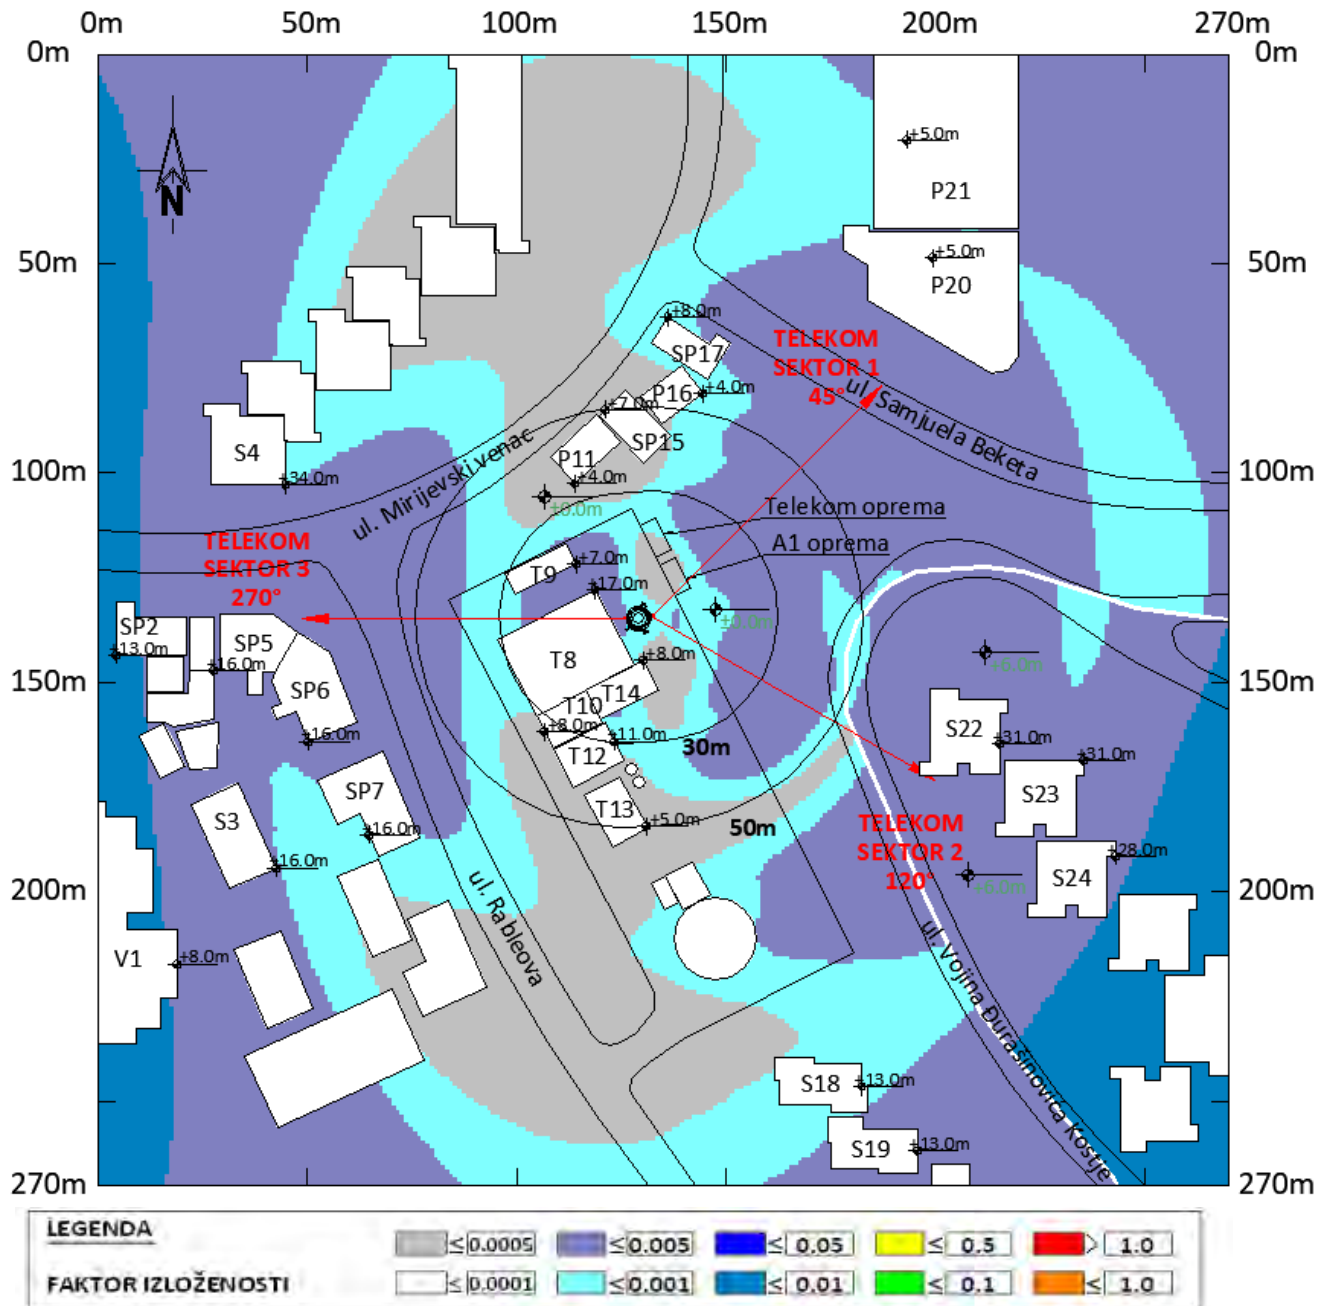 0m 50m 100m 150m 200m 270m
0m 0m
+5.0m
P21
N
50m +5.0m 50m
P20
+8.0m
TELEKOM
SEKTOR 1
45°
SP17
P16 +4.0m
+7.0m
ul. Samjuela Beketa
SP15
S4
P11
ul. Mirijevski venac
100m +34.0m +4.0m 100m
±0.0m
Telekom oprema
A1 oprema
TELEKOM
SEKTOR 3
270°
+7.0m
T9
+17.0m
SP2
SP5
+13.0m
+16.0m
T8
+8.0m
+0.0m
150m 150m
SP6
T14
T10
+8.0m
+16.0m
+11.0m
30m
T12
S22
+31.0m
+31.0m
SP7
S23
T13
S3
+16.0m
+5.0m
50m
TELEKOM
SEKTOR 2
120°
+28.0m
+16.0m
S24
200m 200m
ul. Rableova
ul. Vojina Đurašinovića Kostje
V1
+8.0m
S18
+13.0m
S19
+13.0m
270m 270m
LEGENDA
≤ 0.0005 ≤ 0.005 ≤ 0.05 ≤ 0.5 > 1.0
FAKTOR IZLOŽENOSTI
≤ 0.0001 ≤ 0.001 ≤ 0.01 ≤ 0.1 ≤ 1.0